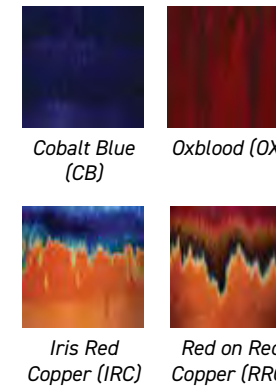 Cobalt Blue
(CB)
Oxblood (OX
Iris Red
Copper (IRC)
Red on Red
Copper (RRC